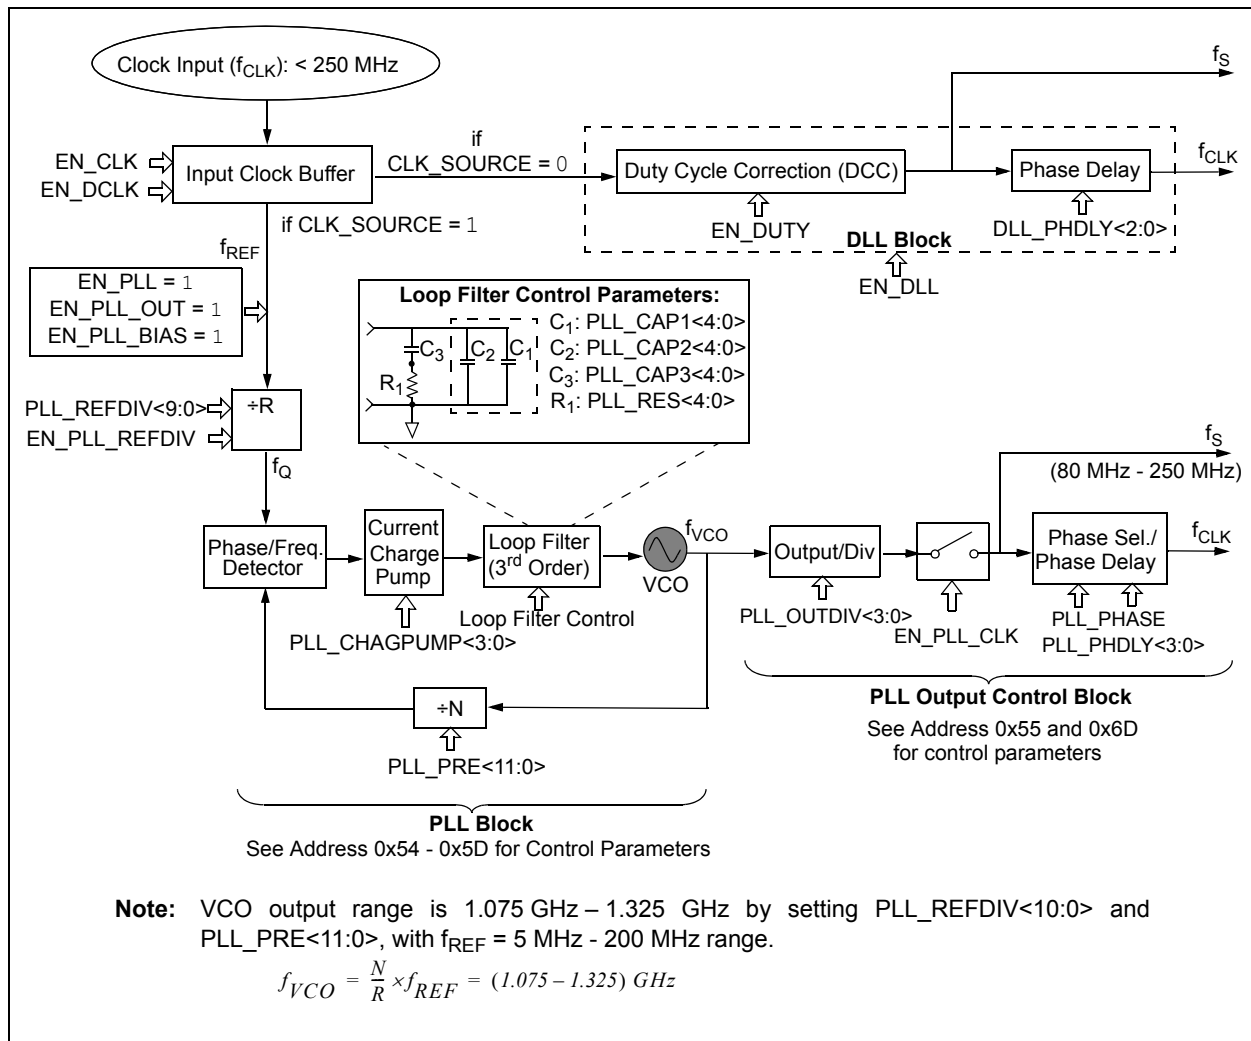 Clock Input (fCLK): < 250 MHz
fS
if
CLK_SOURCE = 0
EN_CLK
EN_DCLK
Input Clock Buffer
Duty Cycle Correction (DCC)
Phase Delay
fCLK
if CLK_SOURCE = 1
EN_DUTY
DLL_PHDLY<2:0>
DLL Block
EN_DLL
fREF
EN_PLL = 1
EN_PLL_OUT = 1
EN_PLL_BIAS = 1
Loop Filter Control Parameters:
C3
C2
C1
R1
C1: PLL_CAP1<4:0>
C2: PLL_CAP2<4:0>
C3: PLL_CAP3<4:0>
R1: PLL_RES<4:0>
PLL_REFDIV<9:0>
EN_PLL_REFDIV
÷R
fQ
fS
(80 MHz - 250 MHz)
Phase/Freq.
Detector
Current
Charge
Pump
Loop Filter
(3rd Order)
fVCO
VCO
Output/Div
Phase Sel./
Phase Delay
fCLK
Loop Filter Control
PLL_CHAGPUMP<3:0>
PLL_OUTDIV<3:0>
EN_PLL_CLK
PLL_PHASE
PLL_PHDLY<3:0>
÷N
PLL_PRE<11:0>
PLL Output Control Block
See Address 0x55 and 0x6D
for control parameters
PLL Block
See Address 0x54 - 0x5D for Control Parameters
Note: VCO output range is 1.075 GHz – 1.325 GHz by setting PLL_REFDIV<10:0> and
PLL_PRE<11:0>, with fREF = 5 MHz - 200 MHz range.
fVCO = N/R × fREF = (1.075 – 1.325) GHz